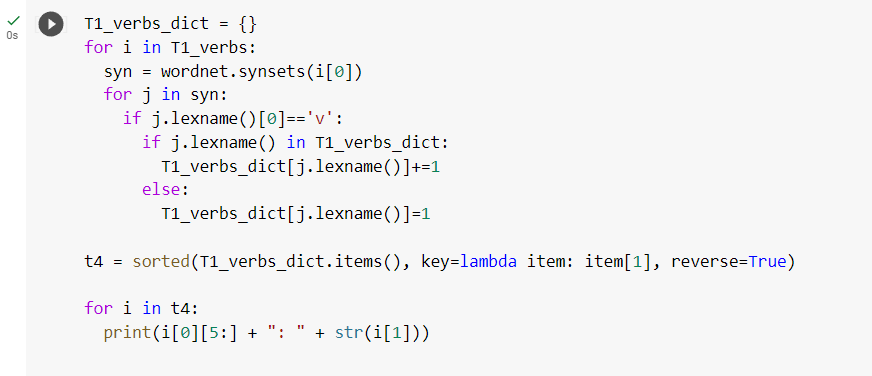 T1_verbs_dict = {}
for i in T1_verbs:
  syn = wordnet.synsets(i[0])
  for j in syn:
    if j.lexname()[0]=='v':
      if j.lexname() in T1_verbs_dict:
        T1_verbs_dict[j.lexname()]+=1
      else:
        T1_verbs_dict[j.lexname()]=1

t4 = sorted(T1_verbs_dict.items(), key=lambda item: item[1], reverse=True)

for i in t4:
  print(i[0][5:] + ": " + str(i[1]))
0s